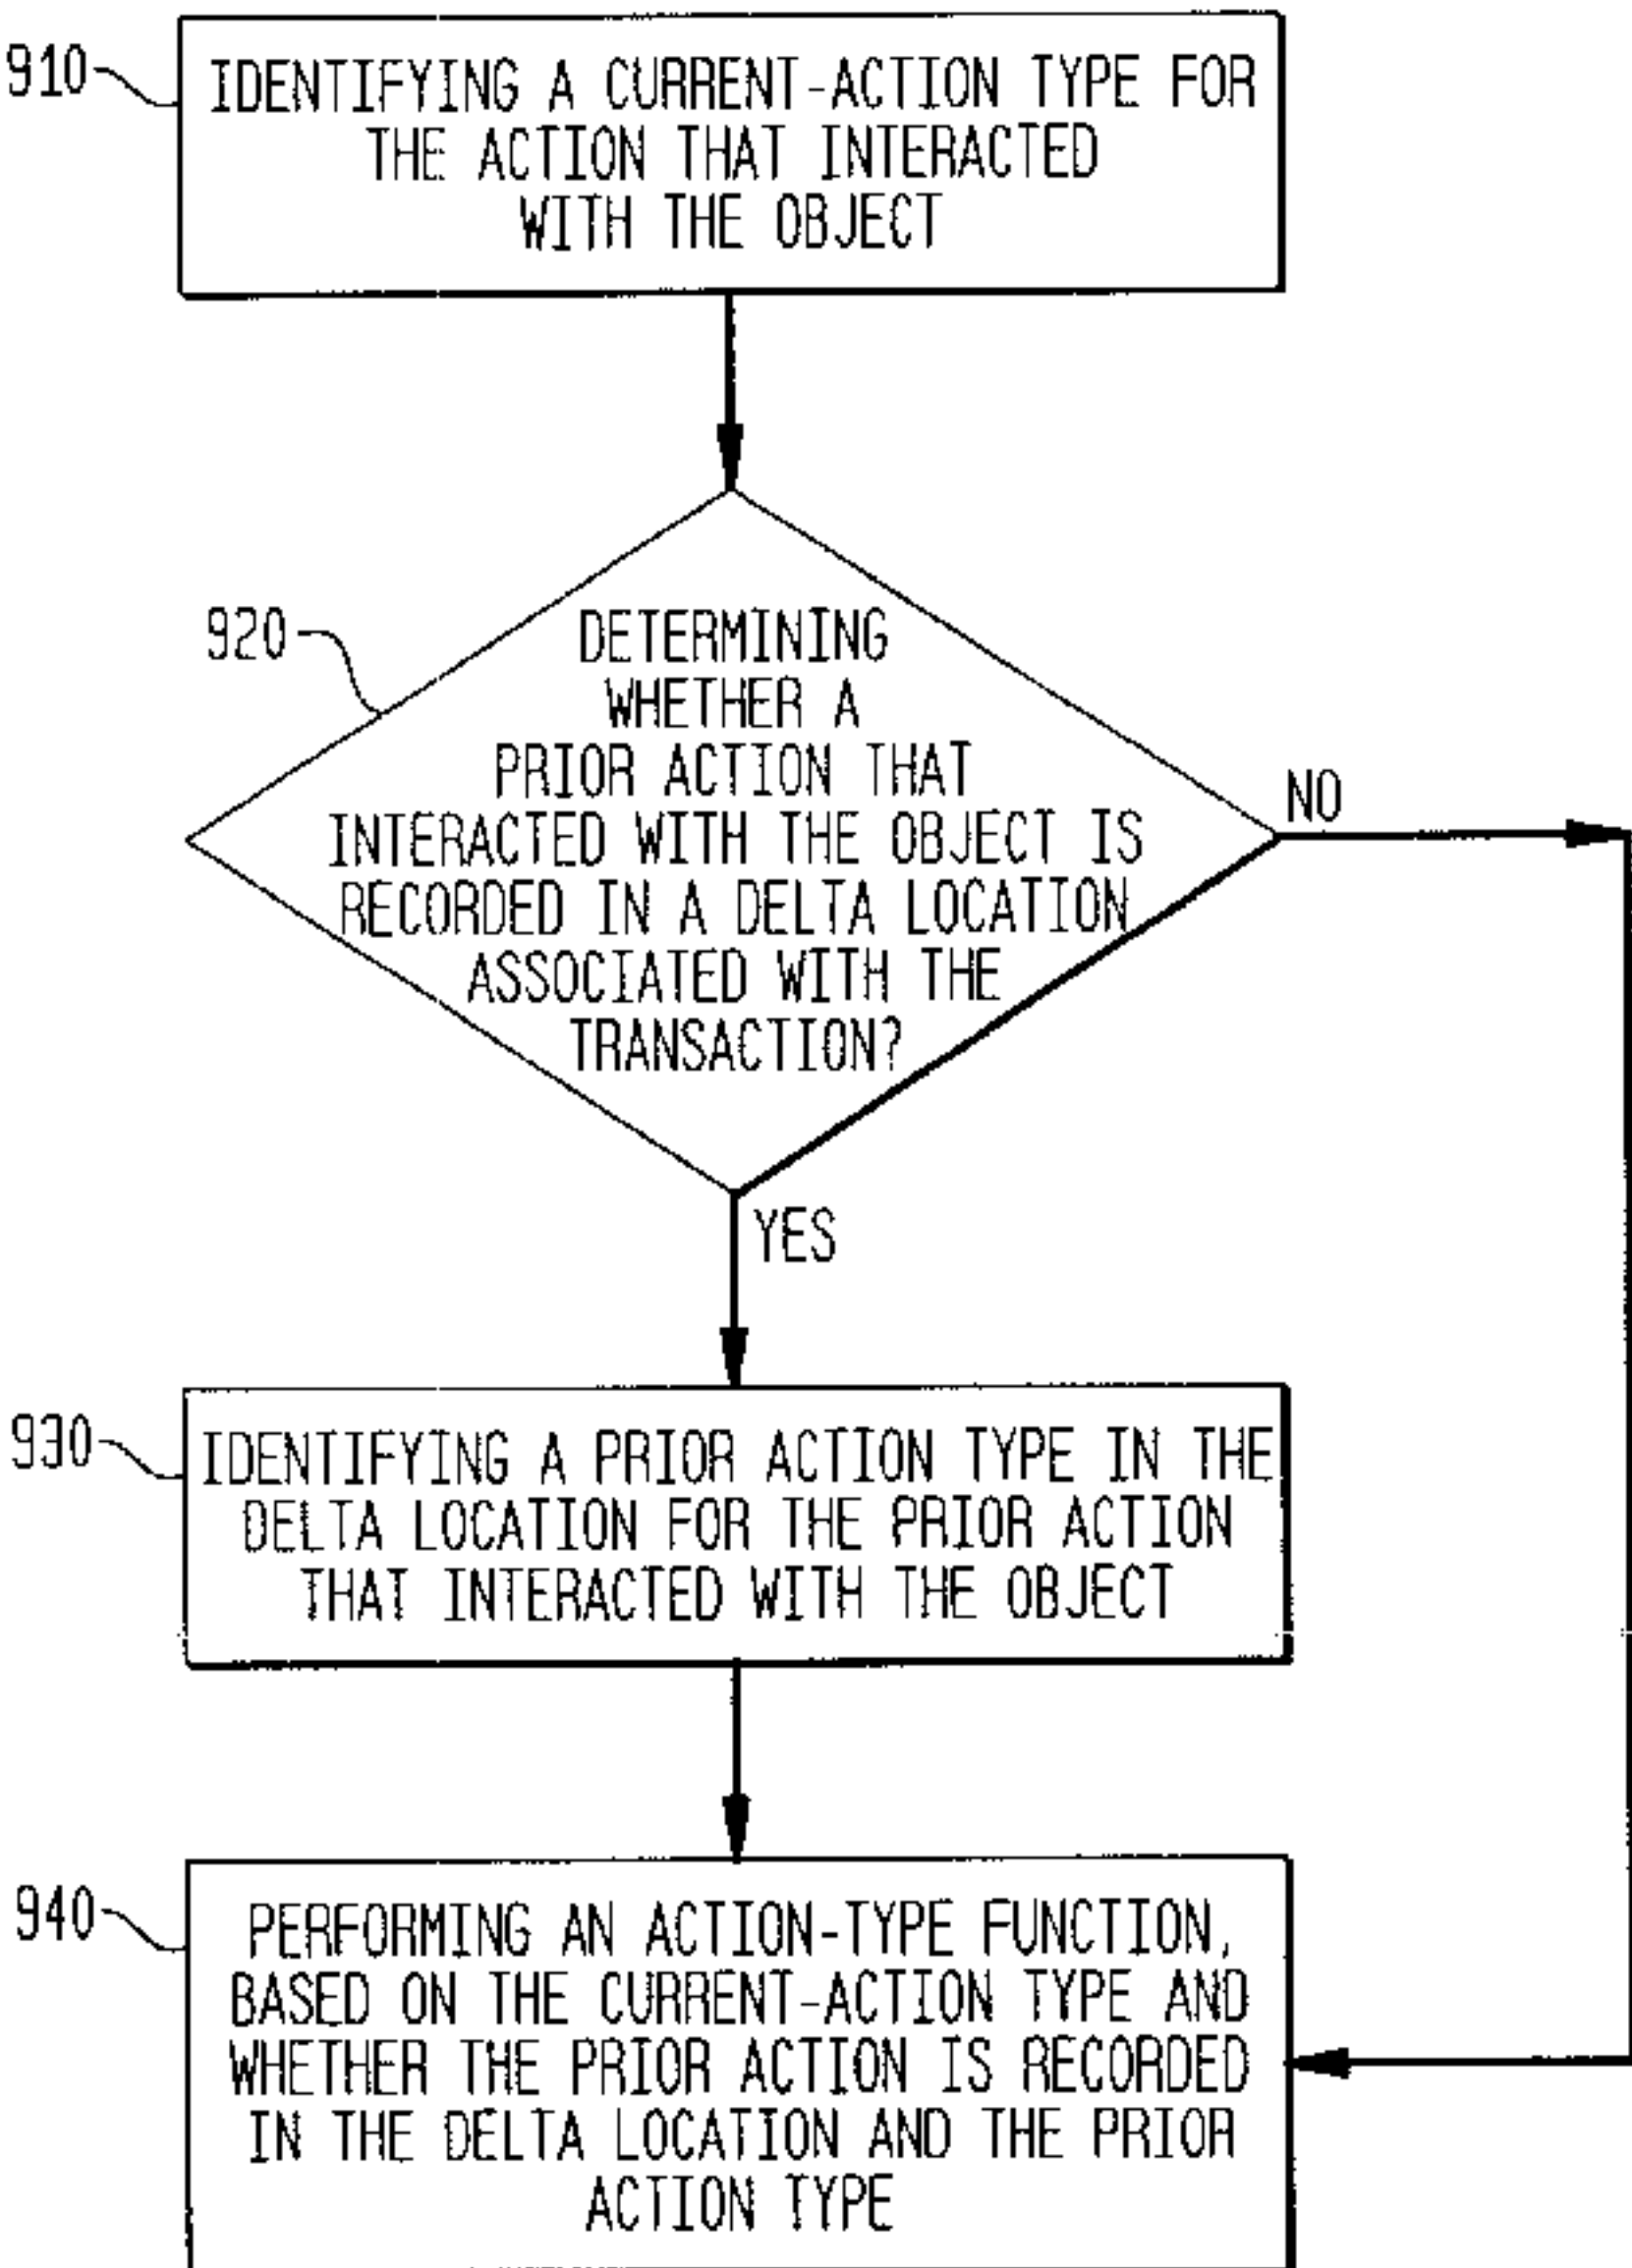 910
IDENTIFYING A CURRENT-ACTION TYPE FOR
THE ACTION THAT INTERACTED
WITH THE OBJECT
920
DETERMINING
WHETHER A
PRIOR ACTION THAT
INTERACTED WITH THE OBJECT IS
RECORDED IN A DELTA LOCATION
ASSOCIATED WITH THE
TRANSACTION?
NO
YES
930
IDENTIFYING A PRIOR ACTION TYPE IN THE
DELTA LOCATION FOR THE PRIOR ACTION
THAT INTERACTED WITH THE OBJECT
940
PERFORMING AN ACTION-TYPE FUNCTION,
BASED ON THE CURRENT-ACTION TYPE AND
WHETHER THE PRIOR ACTION IS RECORDED
IN THE DELTA LOCATION AND THE PRIOR
ACTION TYPE